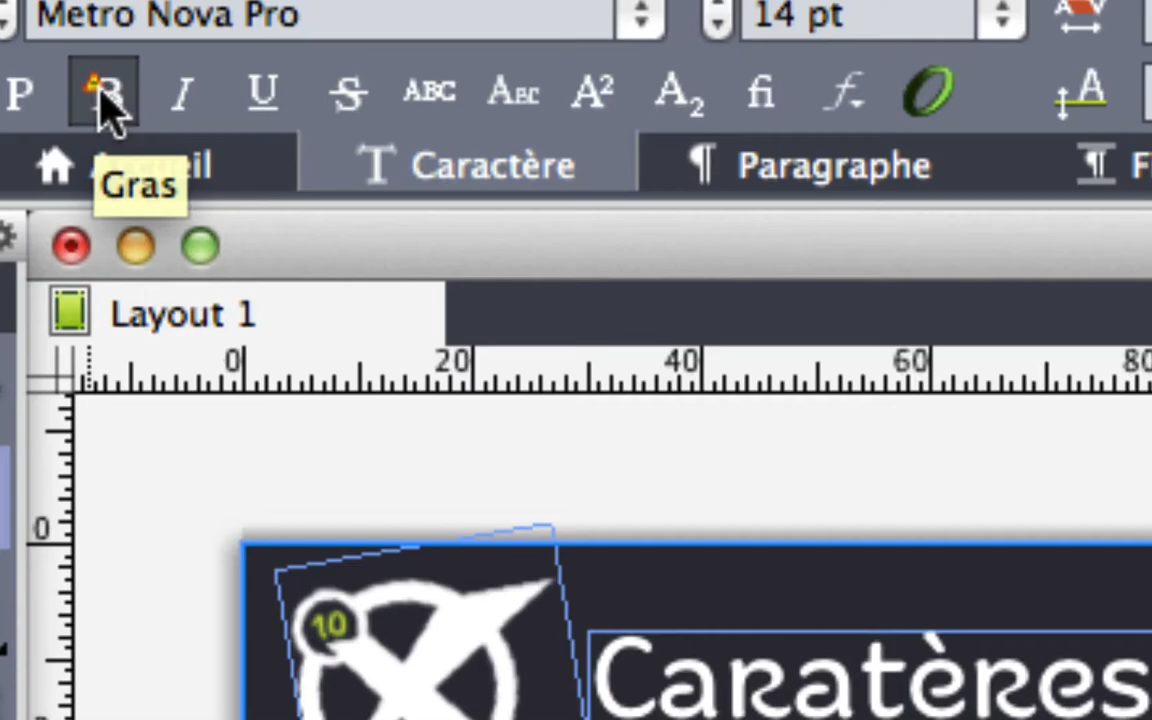 Metro Nova Pro 14 pt
P B I U S ABC ABC A² A₂ fi f A
Caractère ¶ Paragraphe
Gras
Layout 1
0 20 40 60 80
0
10
Caratères